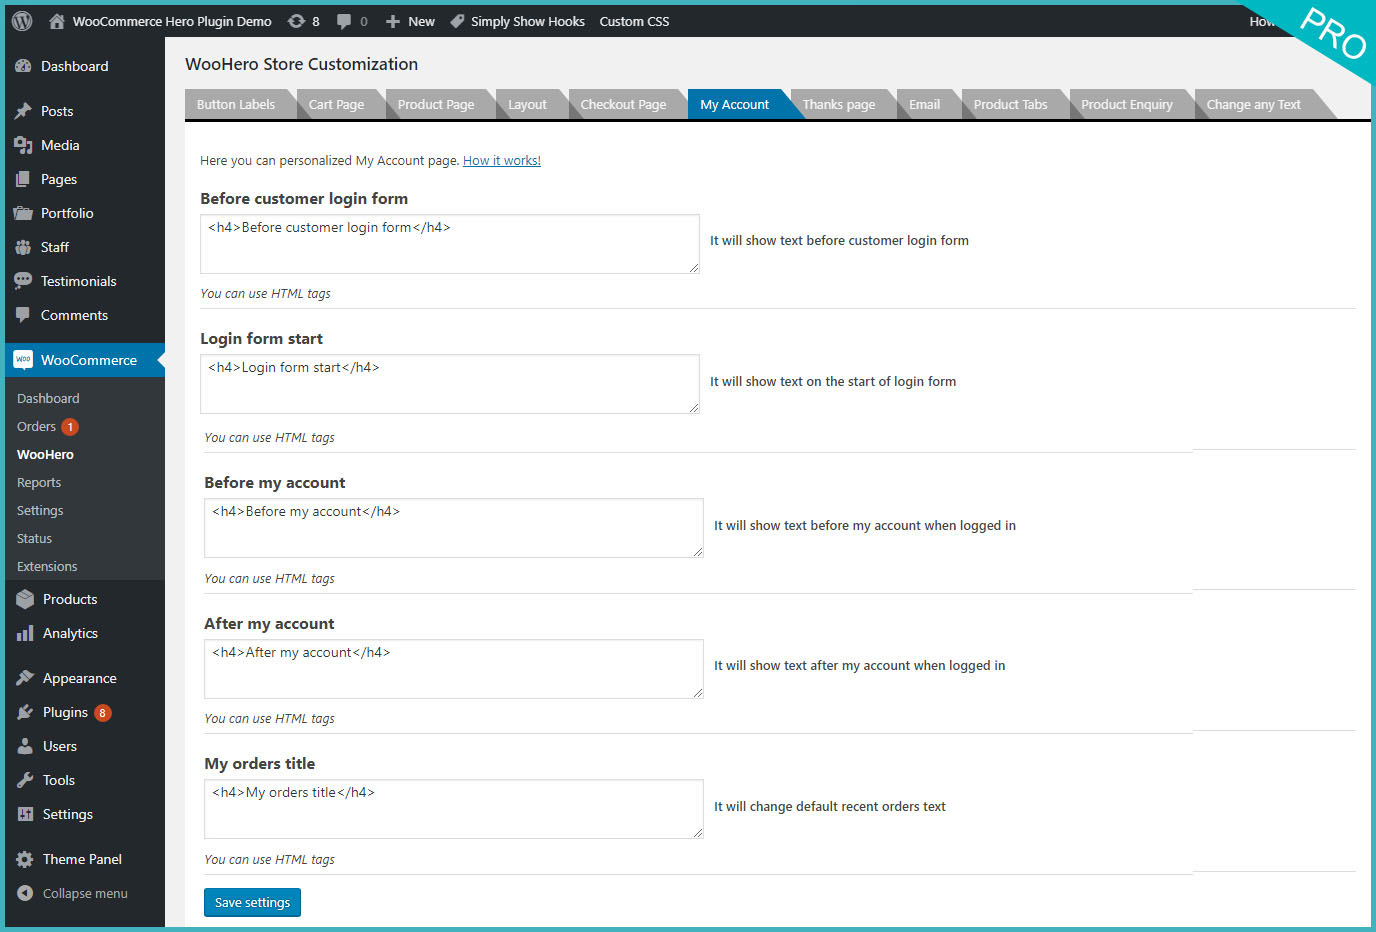 WooCommerce Hero Plugin Demo 8 0 New Simply Show Hooks Custom CSS How
PRO
Dashboard
Posts
Media
Pages
Portfolio
Staff
Testimonials
Comments
woo WooCommerce
Dashboard
Orders 1
WooHero
Reports
Settings
Status
Extensions
Products
Analytics
Appearance
Plugins 8
Users
Tools
Settings
Theme Panel
Collapse menu
WooHero Store Customization
Button Labels Cart Page Product Page Layout Checkout Page My Account Thanks page Email Product Tabs Product Enquiry Change any Text
Here you can personalized My Account page. How it works!
Before customer login form
<h4>Before customer login form</h4>
It will show text before customer login form
You can use HTML tags
Login form start
<h4>Login form start</h4>
It will show text on the start of login form
You can use HTML tags
Before my account
<h4>Before my account</h4>
It will show text before my account when logged in
You can use HTML tags
After my account
<h4>After my account</h4>
It will show text after my account when logged in
You can use HTML tags
My orders title
<h4>My orders title</h4>
It will change default recent orders text
You can use HTML tags
Save settings